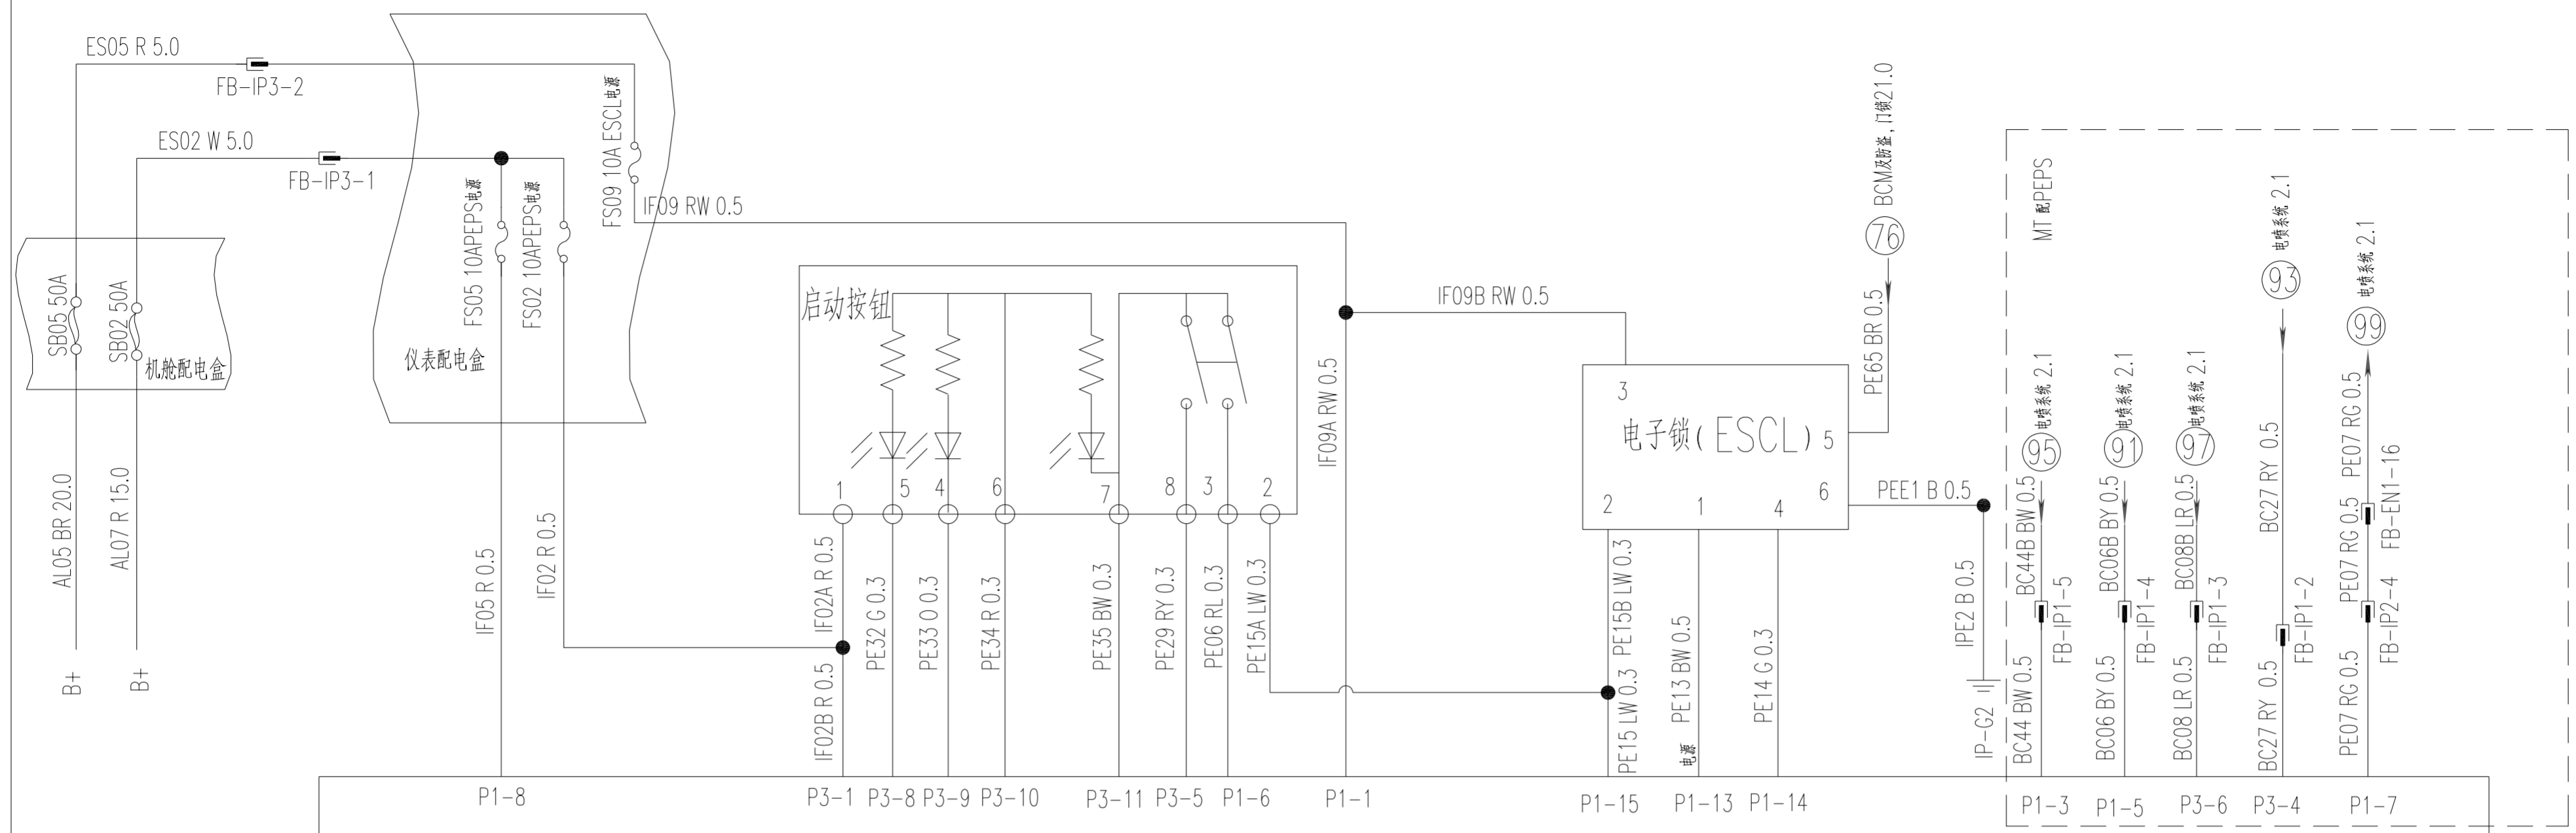 ES05 R 5.0
FB-IP3-2
ES02 W 5.0
FB-IP3-1
SB05 50A
SB02 50A
机舱配电盒
AL05 BR 20.0
AL07 R 15.0
B+
B+
FS05 10APEPS电源
FS02 10APEPS电源
FS09 10A ESCL电源
仪表配电盒
IF09 RW 0.5
IF05 R 0.5
IF02 R 0.5
启动按钮
1
5
4
6
7
8
3
2
IF02A R 0.5
IF02B R 0.5
PE32 G 0.3
PE33 O 0.3
PE34 R 0.3
PE35 BW 0.3
PE29 RY 0.3
PE06 RL 0.3
PE15A LW 0.3
IF09A RW 0.5
IF09B RW 0.5
3
电子锁(ESCL)
5
2
1
4
6
PE15B LW 0.3
PE15 LW 0.3
PE13 BW 0.5
电源
PE14 G 0.3
BCM及防盗,门锁21.0
76
PE65 BR 0.5
PEE1 B 0.5
IPE2 B 0.5
IP-G2
MT 配PEPS
电喷系统 2.1
95
BC44B BW 0.5
FB-IP1-5
BC44 BW 0.5
电喷系统 2.1
91
BC06B BY 0.5
FB-IP1-4
BC06 BY 0.5
电喷系统 2.1
97
BC08B LR 0.5
FB-IP1-3
BC08 LR 0.5
电喷系统 2.1
93
BC27 RY 0.5
FB-IP1-2
BC27 RY 0.5
电喷系统 2.1
99
PE07 RG 0.5
FB-EN1-16
PE07 RG 0.5
FB-IP2-4
PE07 RG 0.5
P1-8
P3-1
P3-8
P3-9
P3-10
P3-11
P3-5
P1-6
P1-1
P1-15
P1-13
P1-14
P1-3
P1-5
P3-6
P3-4
P1-7